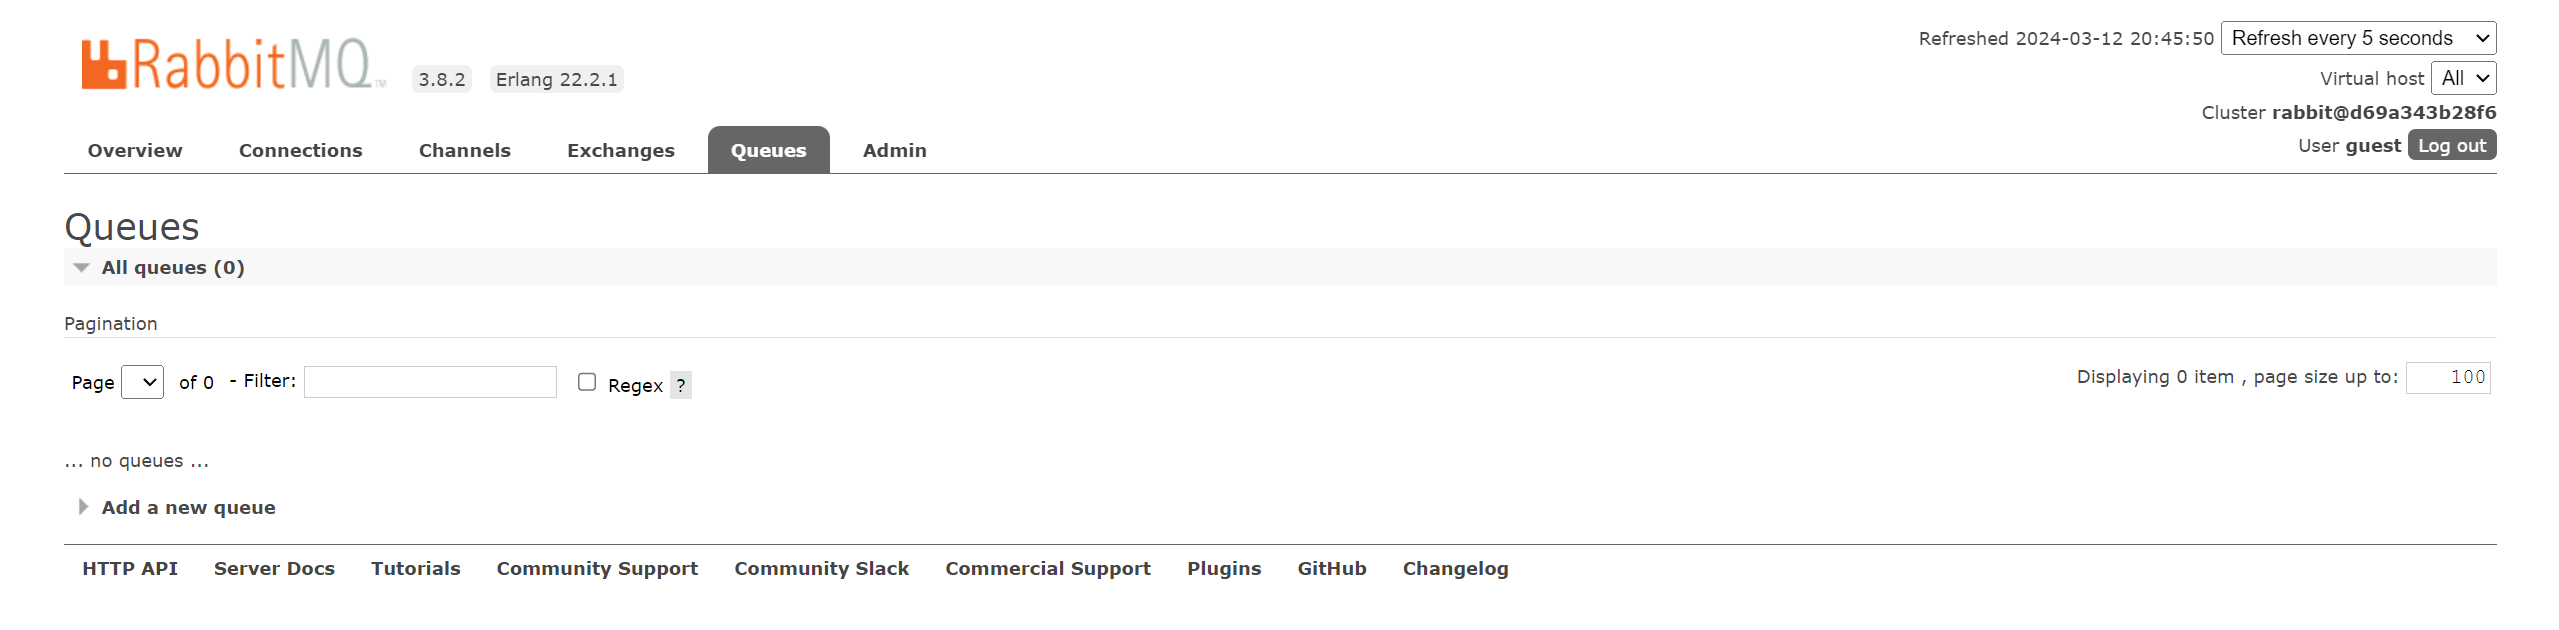 RabbitMQ™ 3.8.2 Erlang 22.2.1
Refreshed 2024-03-12 20:45:50 Refresh every 5 seconds
Virtual host All
Cluster rabbit@d69a343b28f6
User guest Log out
Overview Connections Channels Exchanges Queues Admin
Queues
All queues (0)
Pagination
Page of 0 - Filter: Regex ? Displaying 0 item , page size up to: 100
... no queues ...
Add a new queue
HTTP API Server Docs Tutorials Community Support Community Slack Commercial Support Plugins GitHub Changelog